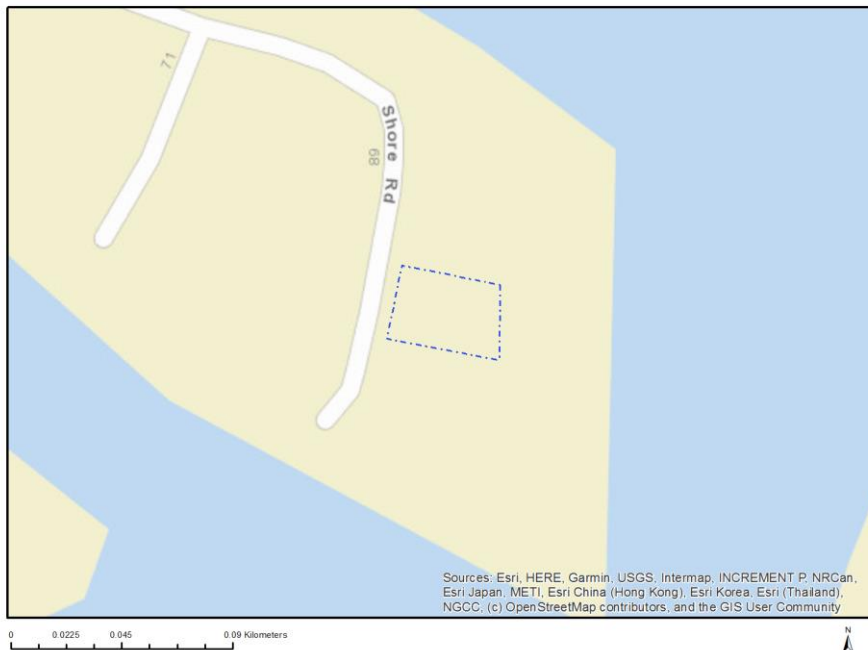 71
Shore Rd
89
Sources: Esri, HERE, Garmin, USGS, Intermap, INCREMENT P, NRCan,
Esri Japan, METI, Esri China (Hong Kong), Esri Korea, Esri (Thailand),
NGCC, (c) OpenStreetMap contributors, and the GIS User Community
0 0.0225 0.045 0.09 Kilometers
N